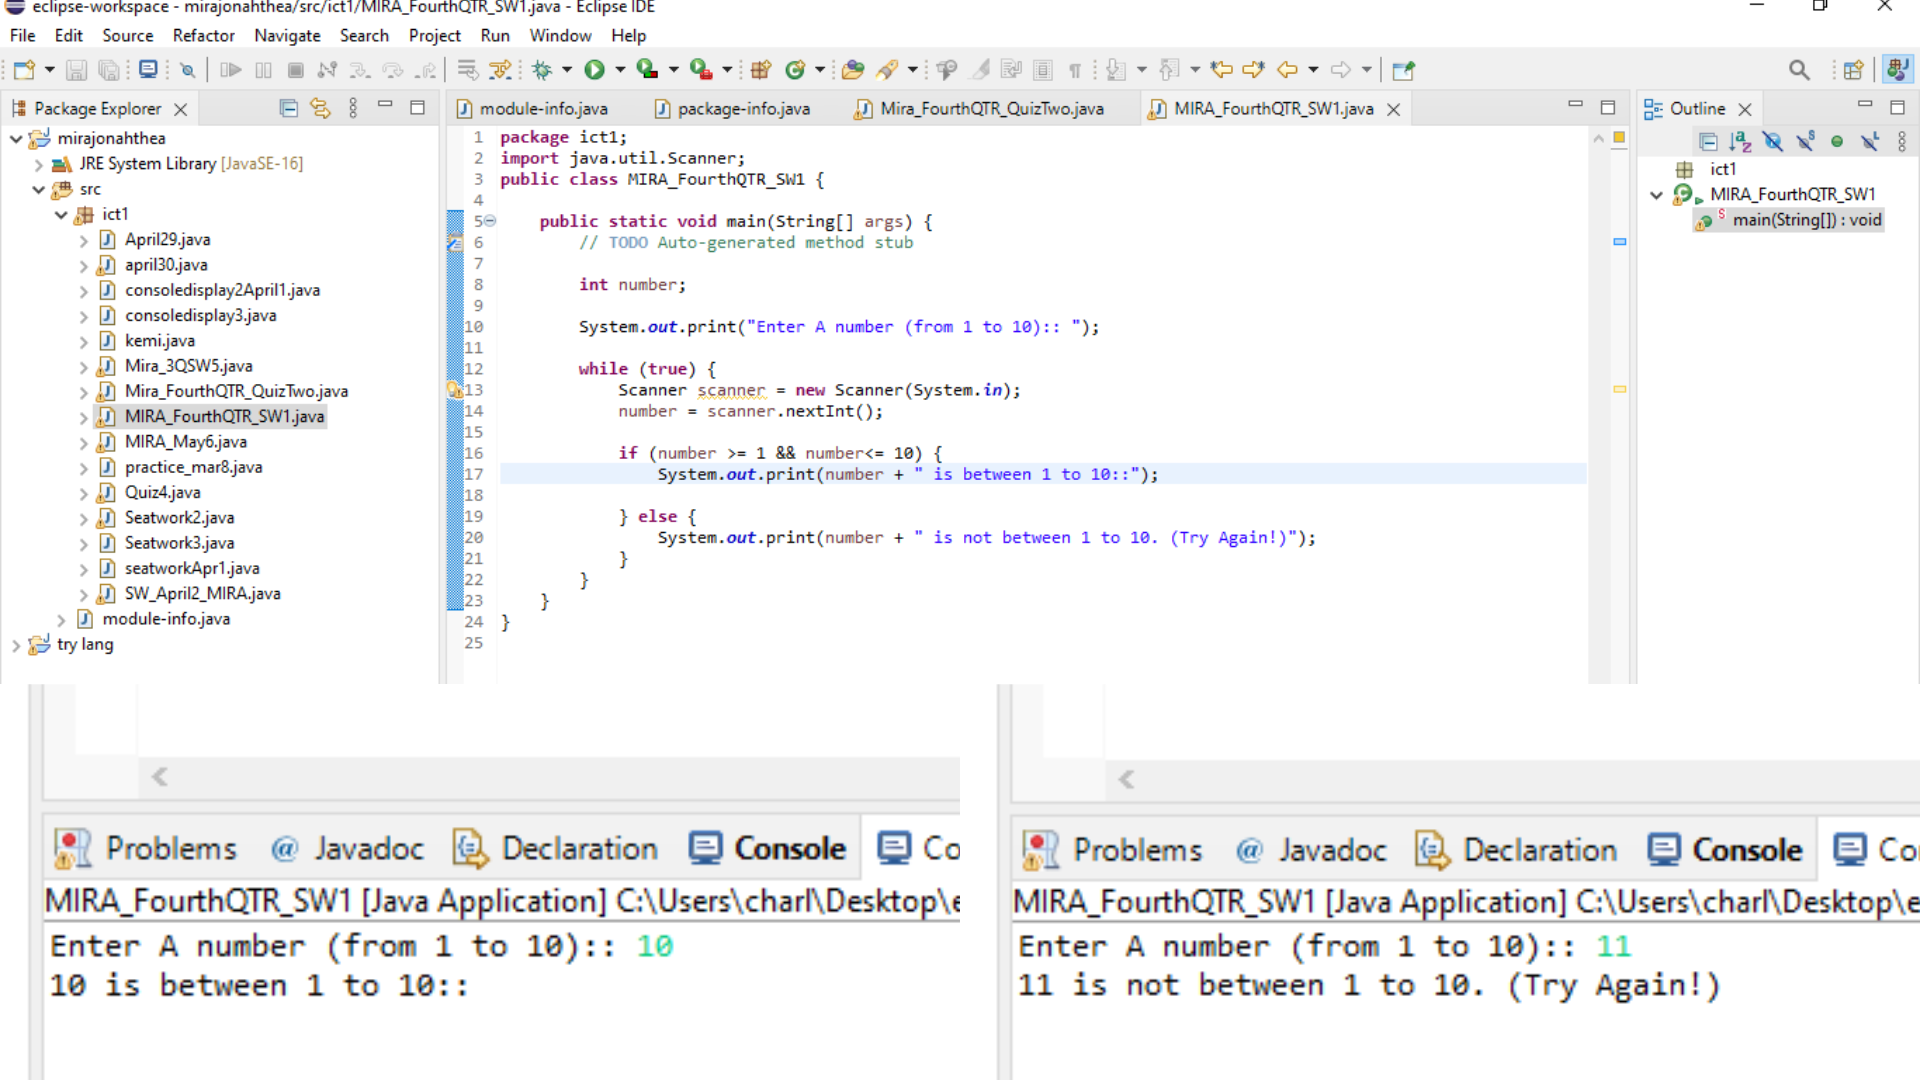 eclipse-workspace - mirajonahthea/src/ict1/MIRA_FourthQTR_SW1.java - Eclipse IDE
File Edit Source Refactor Navigate Search Project Run Window Help
Package Explorer
mirajonahthea
JRE System Library [JavaSE-16]
src
ict1
April29.java
april30.java
consoledisplay2April1.java
consoledisplay3.java
kemi.java
Mira_3QSW5.java
Mira_FourthQTR_QuizTwo.java
MIRA_FourthQTR_SW1.java
MIRA_May6.java
practice_mar8.java
Quiz4.java
Seatwork2.java
Seatwork3.java
seatworkApr1.java
SW_April2_MIRA.java
module-info.java
try lang
module-info.java package-info.java Mira_FourthQTR_QuizTwo.java MIRA_FourthQTR_SW1.java
1 package ict1;
2 import java.util.Scanner;
3 public class MIRA_FourthQTR_SW1 {
4
5 public static void main(String[] args) {
6 // TODO Auto-generated method stub
7
8 int number;
9
10 System.out.print("Enter A number (from 1 to 10):: ");
11
12 while (true) {
13 Scanner scanner = new Scanner(System.in);
14 number = scanner.nextInt();
15
16 if (number >= 1 && number<= 10) {
17 System.out.print(number + " is between 1 to 10::");
18
19 } else {
20 System.out.print(number + " is not between 1 to 10. (Try Again!)");
21 }
22 }
23 }
24 }
25
Outline
ict1
MIRA_FourthQTR_SW1
main(String[]) : void
Problems @ Javadoc Declaration Console Co
MIRA_FourthQTR_SW1 [Java Application] C:\Users\charl\Desktop\e
Enter A number (from 1 to 10):: 10
10 is between 1 to 10::
Problems @ Javadoc Declaration Console Co
MIRA_FourthQTR_SW1 [Java Application] C:\Users\charl\Desktop\e
Enter A number (from 1 to 10):: 11
11 is not between 1 to 10. (Try Again!)